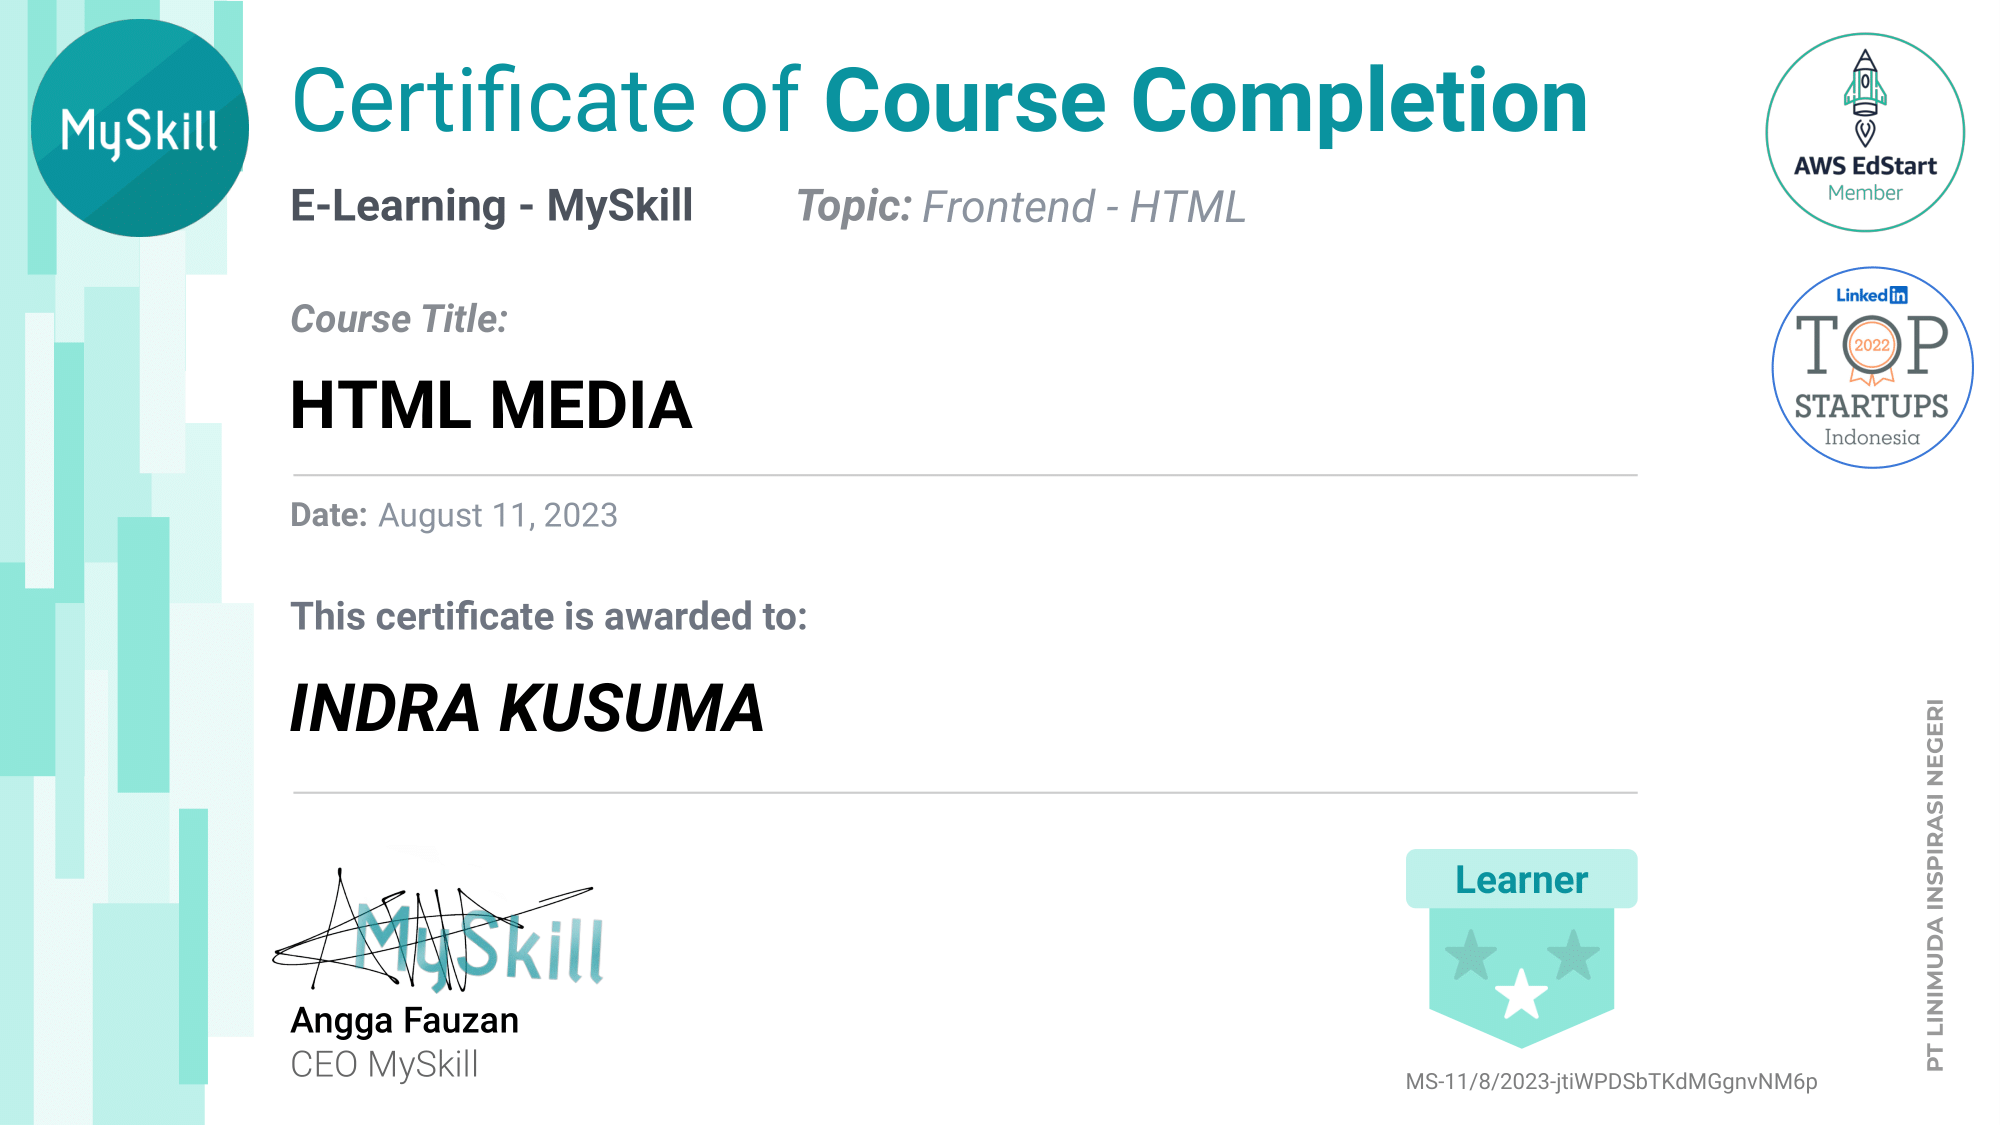 MySkill
Certificate of Course Completion
E-Learning - MySkill
Topic: Frontend - HTML
AWS EdStart
Member
Course Title:
HTML MEDIA
LinkedIn
TOP
2022
STARTUPS
Indonesia
Date: August 11, 2023
This certificate is awarded to:
INDRA KUSUMA
MySkill
Angga Fauzan
CEO MySkill
Learner
MS-11/8/2023-jtiWPDSbTKdMGgnvNM6p
PT LINIMUDA INSPIRASI NEGERI